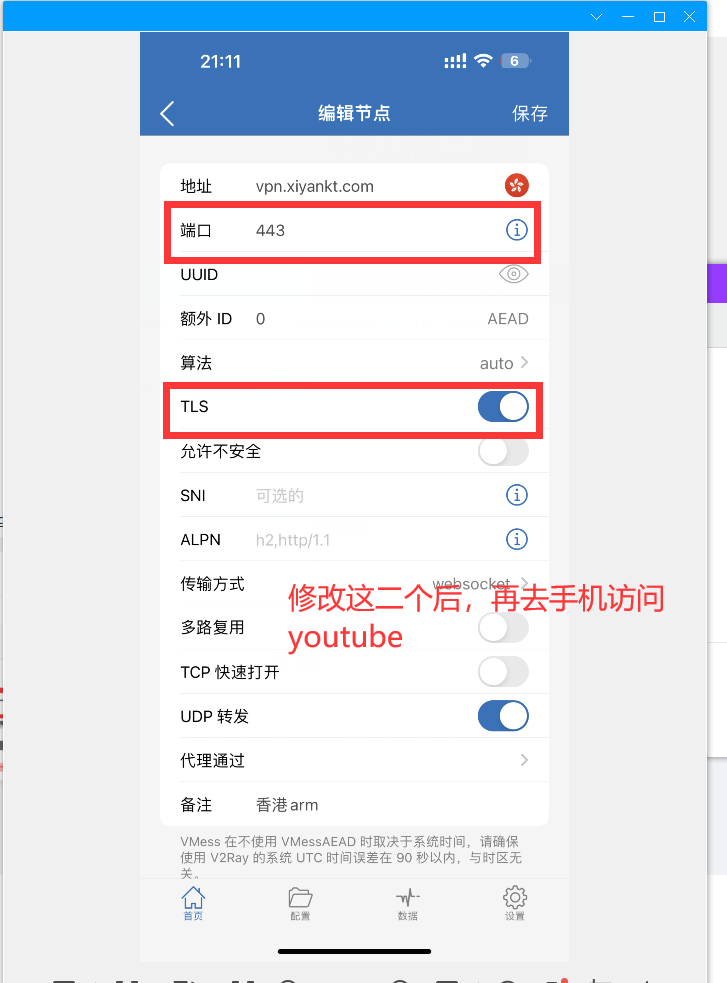 21:11
6
编辑节点
保存
地址 vpn.xiyankt.com
端口 443
UUID
额外 ID 0 AEAD
算法 auto
TLS
允许不安全
SNI 可选的
ALPN h2,http/1.1
传输方式 websocket
修改这二个后，再去手机访问
youtube
多路复用
TCP 快速打开
UDP 转发
代理通过
备注 香港arm
VMess 在不使用 VMessAEAD 时取决于系统时间，请确保
使用 V2Ray 的系统 UTC 时间误差在 90 秒以内，与时区无
关。
首页 配置 数据 设置